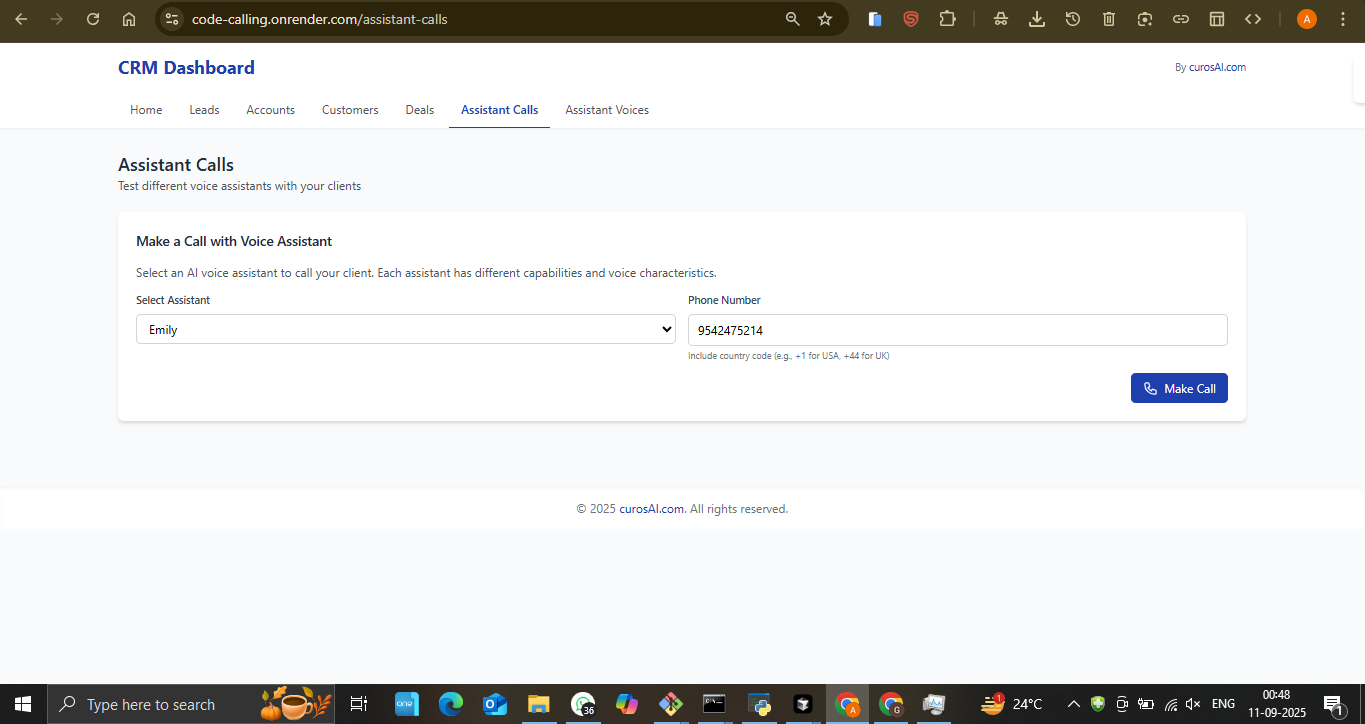 code-calling.onrender.com/assistant-calls
A
CRM Dashboard
By curosAI.com
Home Leads Accounts Customers Deals Assistant Calls Assistant Voices
Assistant Calls
Test different voice assistants with your clients
Make a Call with Voice Assistant
Select an AI voice assistant to call your client. Each assistant has different capabilities and voice characteristics.
Select Assistant Phone Number
Emily 9542475214
Include country code (e.g., +1 for USA, +44 for UK)
Make Call
© 2025 curosAI.com. All rights reserved.
Type here to search one 36 A G 1 24°C ENG 00:48 1
11-09-2025